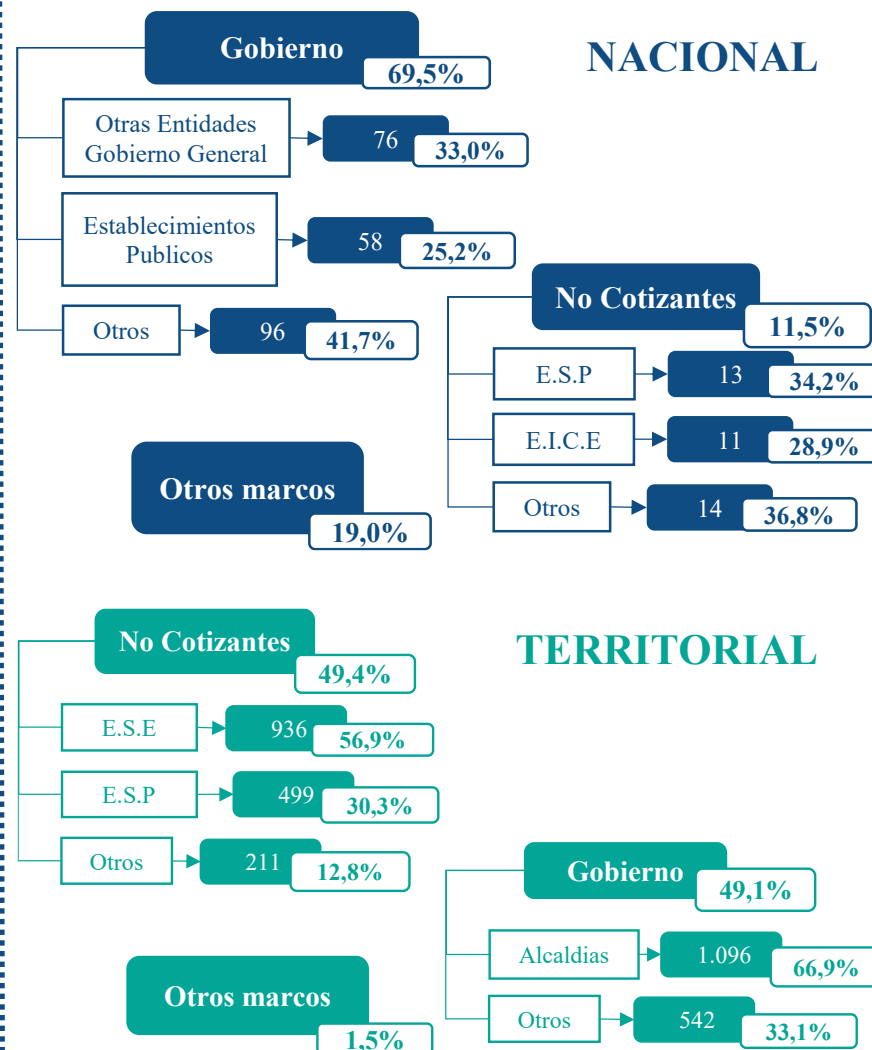 NACIONAL
Gobierno
69,5%
Otras Entidades
Gobierno General
76
33,0%
Establecimientos
Publicos
58
25,2%
Otros
96
41,7%
No Cotizantes
11,5%
E.S.P
13
34,2%
E.I.C.E
11
28,9%
Otros
14
36,8%
Otros marcos
19,0%
TERRITORIAL
No Cotizantes
49,4%
E.S.E
936
56,9%
E.S.P
499
30,3%
Otros
211
12,8%
Gobierno
49,1%
Alcaldias
1.096
66,9%
Otros
542
33,1%
Otros marcos
1,5%